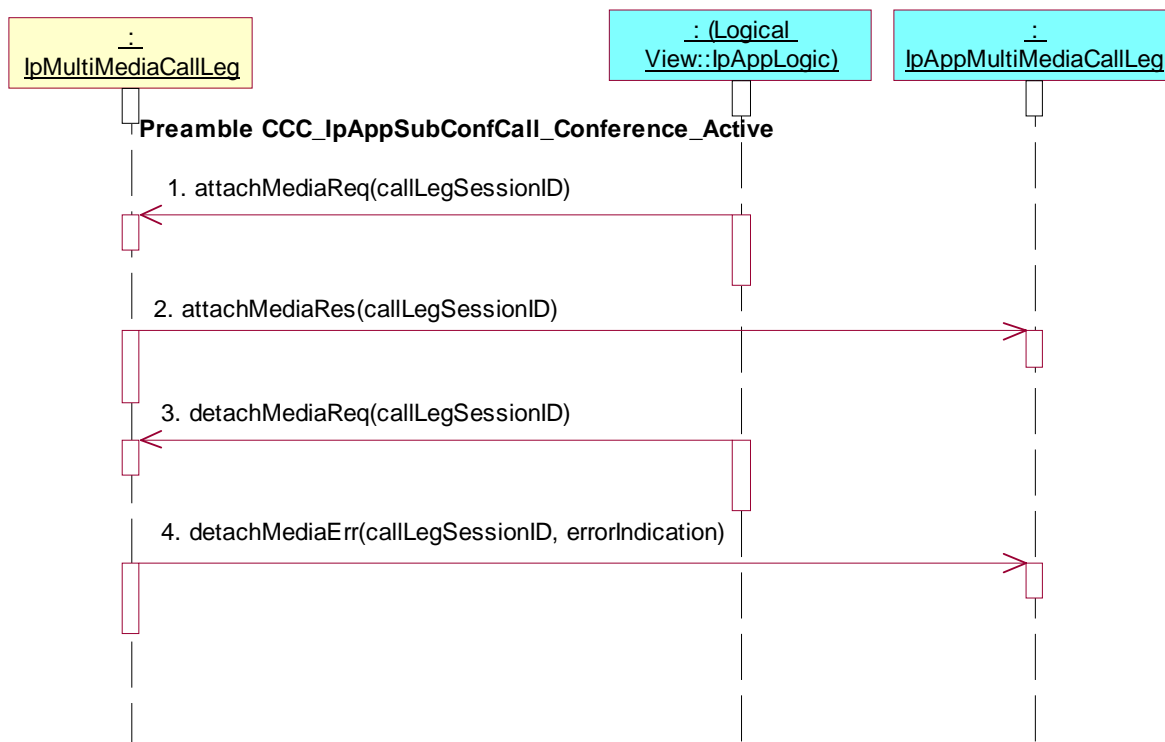 :
IpMultiMediaCallLeg
: (Logical
View::IpAppLogic)
:
IpAppMultiMediaCallLeg
Preamble CCC_IpAppSubConfCall_Conference_Active
1. attachMediaReq(callLegSessionID)
2. attachMediaRes(callLegSessionID)
3. detachMediaReq(callLegSessionID)
4. detachMediaErr(callLegSessionID, errorIndication)